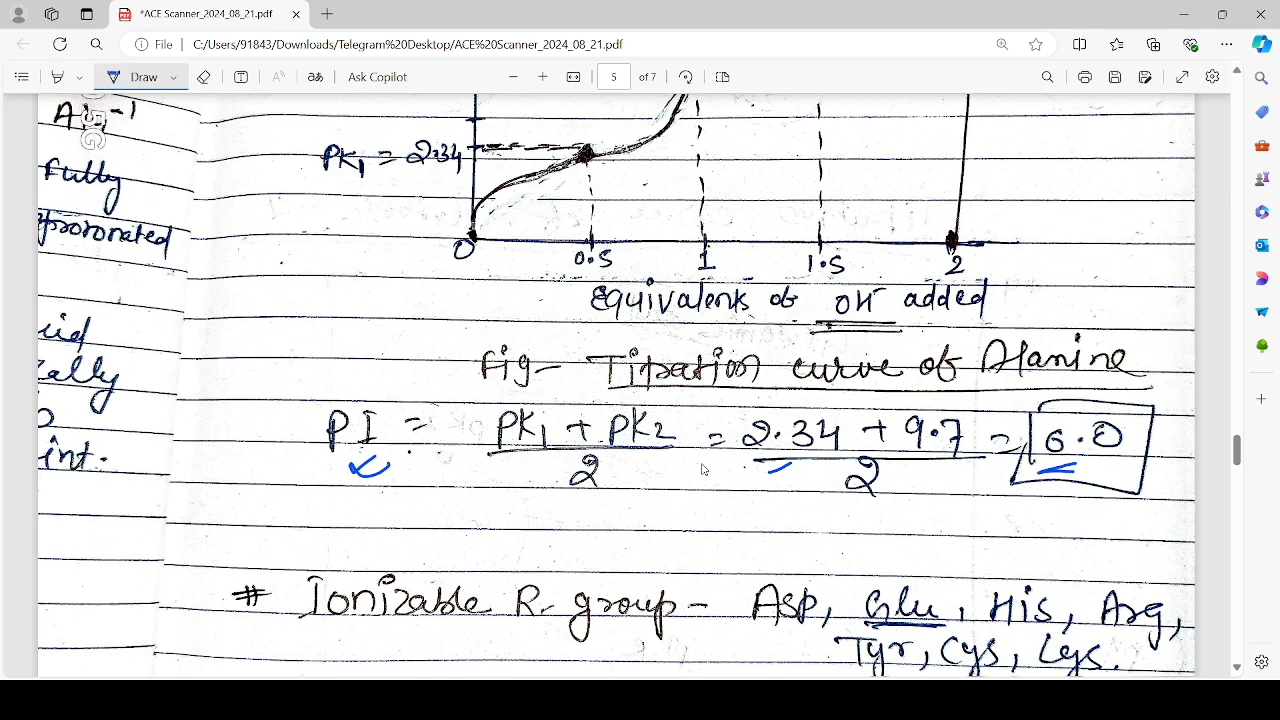 *ACE Scanner_2024_08_21.pdf
File
C:/Users/91843/Downloads/Telegram%20Desktop/ACE%20Scanner_2024_08_21.pdf
Draw
Ask Copilot
5 of 7
Fully
PK1 = 2.34
0 0.5 1 1.5 2
Equivalents of OH- added
Fig- Titration curve of Alanine
PI = PK1 + PK2 / 2 = 2.34 + 9.7 / 2 = 6.0
int.
# Ionizable R- group - Asp, Glu, His, Arg,
Tyr, Cys, Lys.